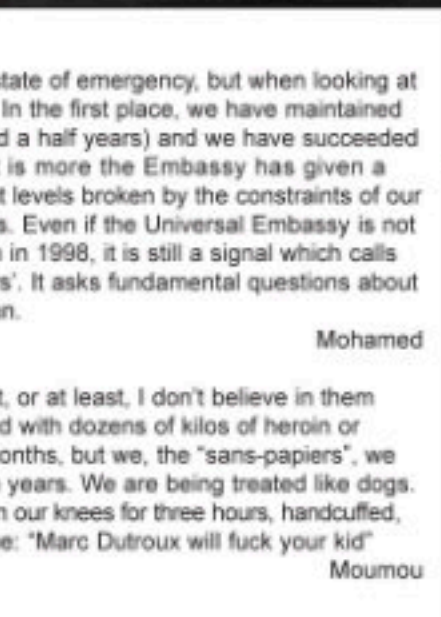 state of emergency, but when looking at
In the first place, we have maintained
d a half years) and we have succeeded
is more the Embassy has given a
t levels broken by the constraints of our
s. Even if the Universal Embassy is not
in 1998, it is still a signal which calls
s'. It asks fundamental questions about
n.
Mohamed
t, or at least, I don't believe in them
d with dozens of kilos of heroin or
onths, but we, the "sans-papiers", we
years. We are being treated like dogs.
n our knees for three hours, handcuffed,
e: "Marc Dutroux will fuck your kid"
Moumou